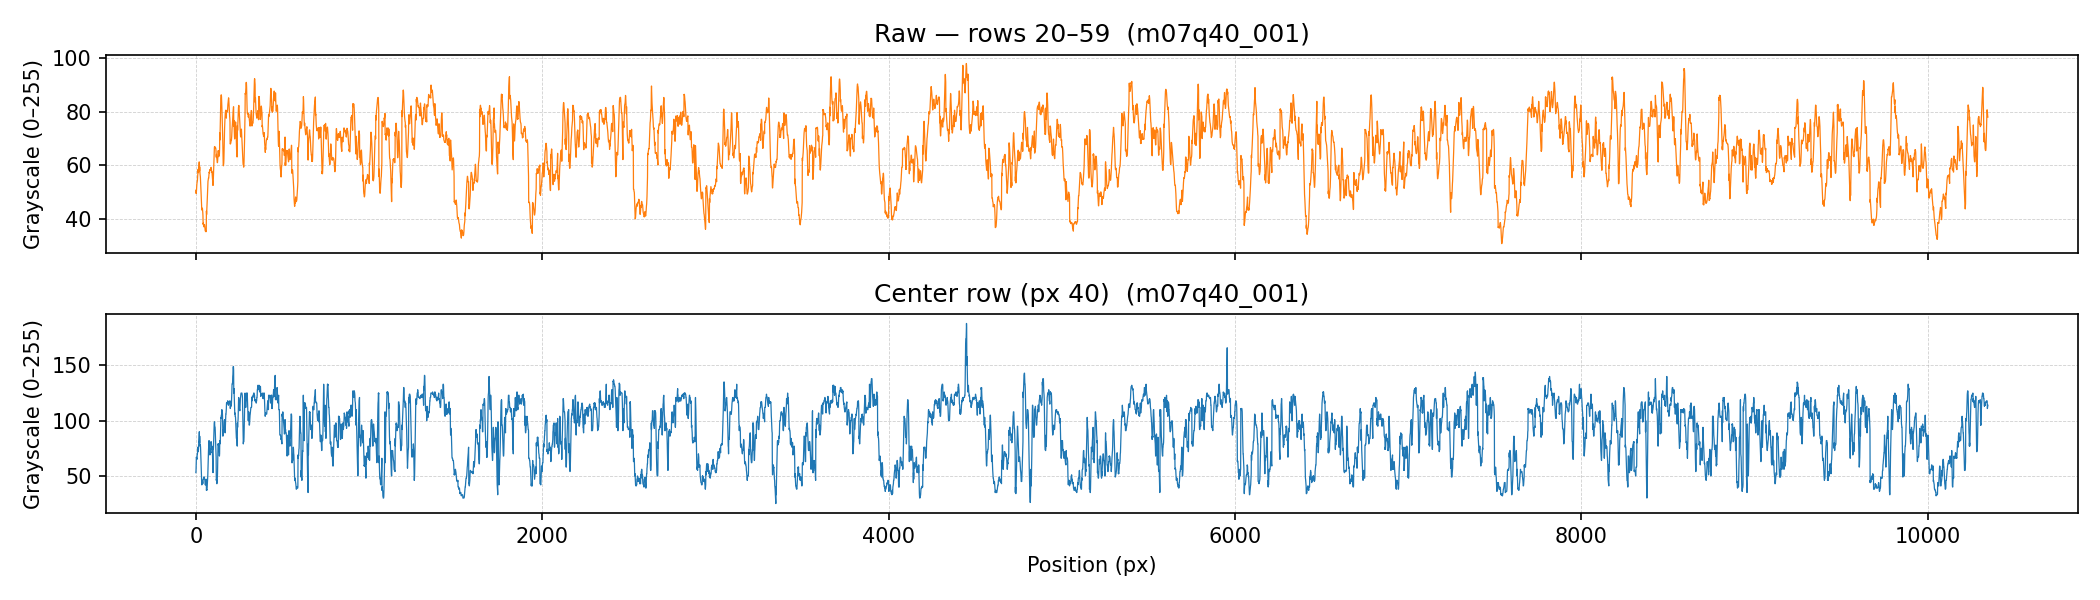 Raw — rows 20–59  (m07q40_001)
Grayscale (0–255)
100
80
60
40
Center row (px 40)  (m07q40_001)
Grayscale (0–255)
150
100
50
0 2000 4000 6000 8000 10000
Position (px)